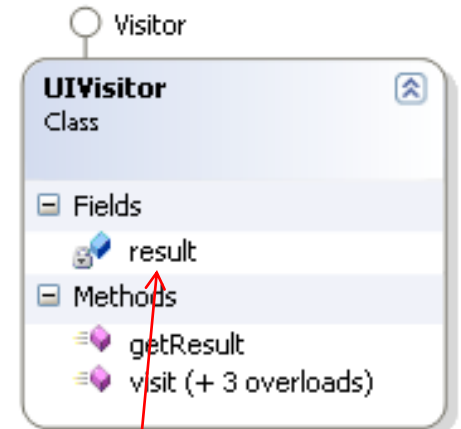 Visitor
UIVisitor
Class
Fields
result
Methods
getResult
visit (+ 3 overloads)